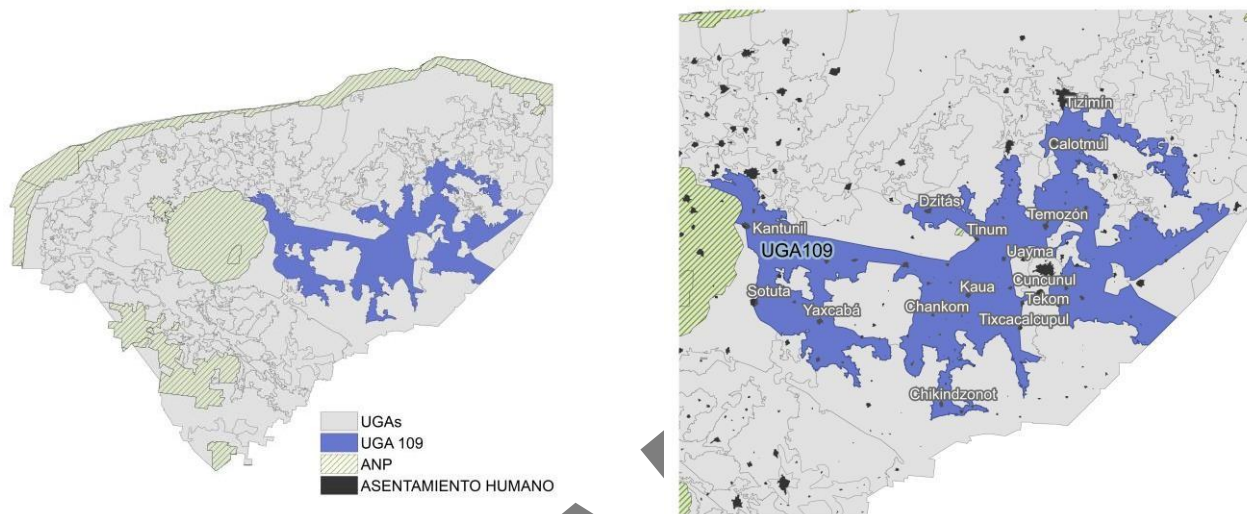 UGAs
UGA 109
ANP
ASENTAMIENTO HUMANO
Tizimín
Calotmul
Dzitás
Temozón
Kantunil
Tinum
UGA109
Uayma
Cuncunul
Sotuta
Kaua
Tekom
Yaxcabá
Chankom
Tixcacalcupul
Chikindzonot